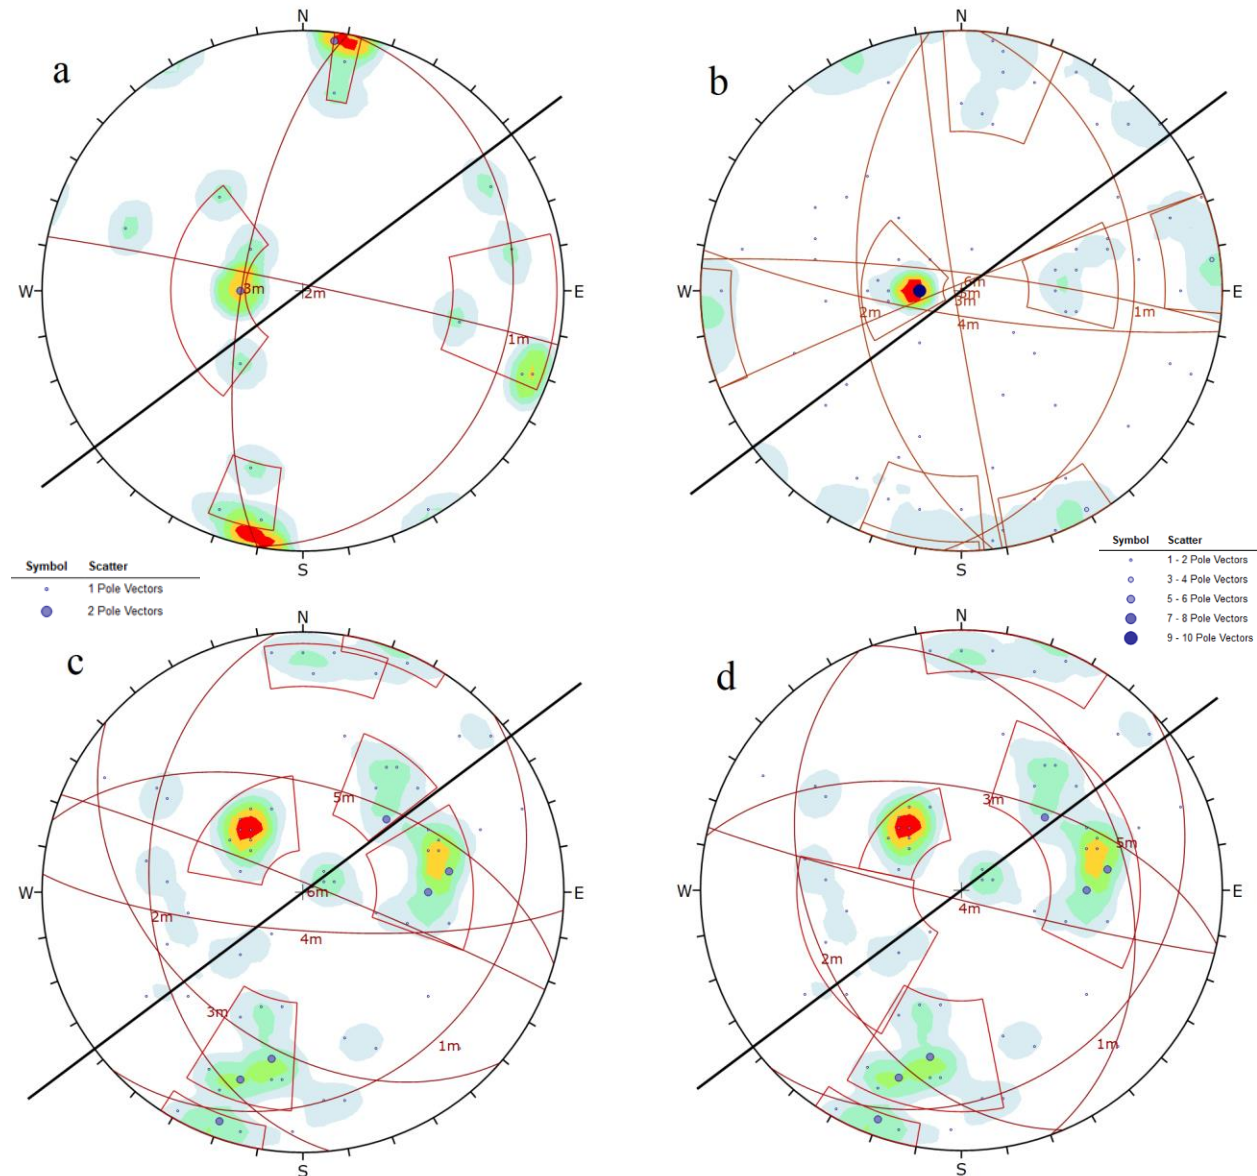 N
a
W
E
3m
2m
1m
S
N
b
W
E
6m
5m
3m
2m
4m
1m
S
Symbol Scatter
1 Pole Vectors
2 Pole Vectors
Symbol Scatter
1 - 2 Pole Vectors
3 - 4 Pole Vectors
5 - 6 Pole Vectors
7 - 8 Pole Vectors
9 - 10 Pole Vectors
N
c
W
E
5m
6m
2m
4m
3m
1m
S
N
d
W
E
3m
5m
4m
2m
1m
S